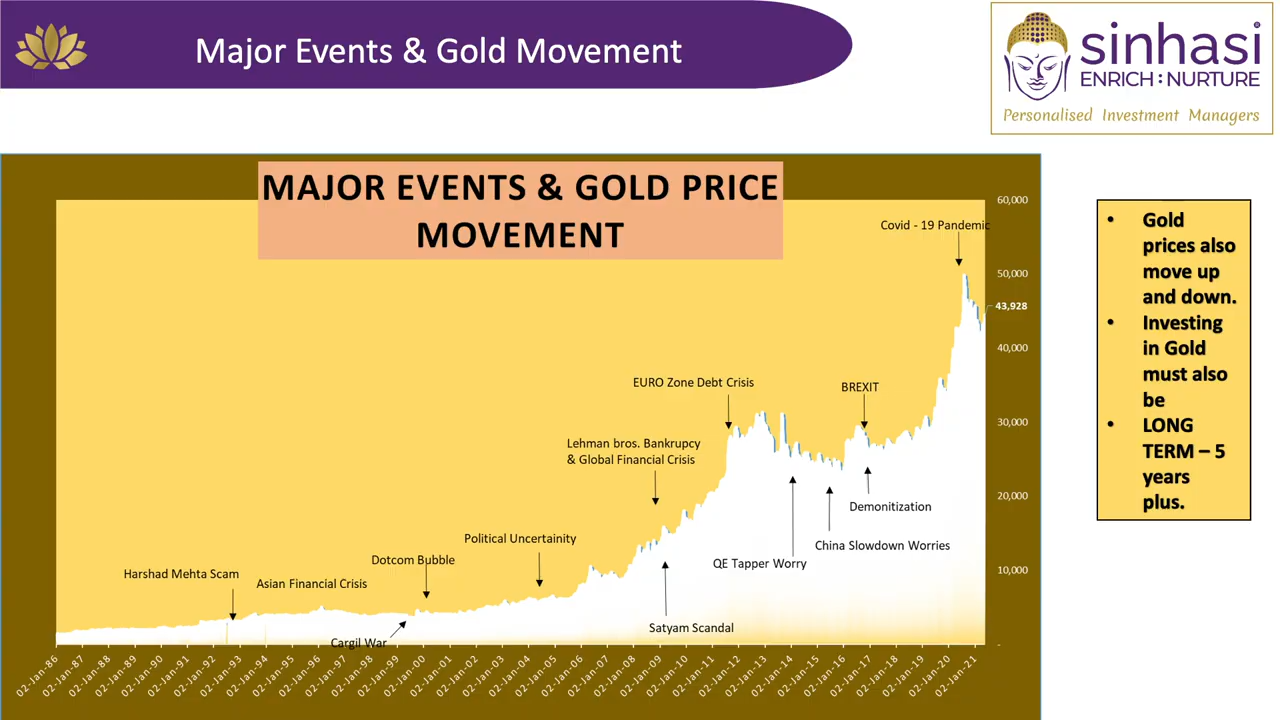 Major Events & Gold Movement
sinhasi®
ENRICH : NURTURE
Personalised Investment Managers
MAJOR EVENTS & GOLD PRICE
MOVEMENT
60,000
50,000
43,928
40,000
30,000
20,000
10,000
-
Covid - 19 Pandemic
EURO Zone Debt Crisis
BREXIT
Lehman bros. Bankrupcy
& Global Financial Crisis
Demonitization
Political Uncertainity
China Slowdown Worries
Dotcom Bubble
QE Tapper Worry
Harshad Mehta Scam
Asian Financial Crisis
Satyam Scandal
Cargil War
02-Jan-86
02-Jan-87
02-Jan-88
02-Jan-89
02-Jan-90
02-Jan-91
02-Jan-92
02-Jan-93
02-Jan-94
02-Jan-95
02-Jan-96
02-Jan-97
02-Jan-98
02-Jan-99
02-Jan-00
02-Jan-01
02-Jan-02
02-Jan-03
02-Jan-04
02-Jan-05
02-Jan-06
02-Jan-07
02-Jan-08
02-Jan-09
02-Jan-10
02-Jan-11
02-Jan-12
02-Jan-13
02-Jan-14
02-Jan-15
02-Jan-16
02-Jan-17
02-Jan-18
02-Jan-19
02-Jan-20
02-Jan-21
• Gold
prices also
move up
and down.
• Investing
in Gold
must also
be
• LONG
TERM – 5
years
plus.